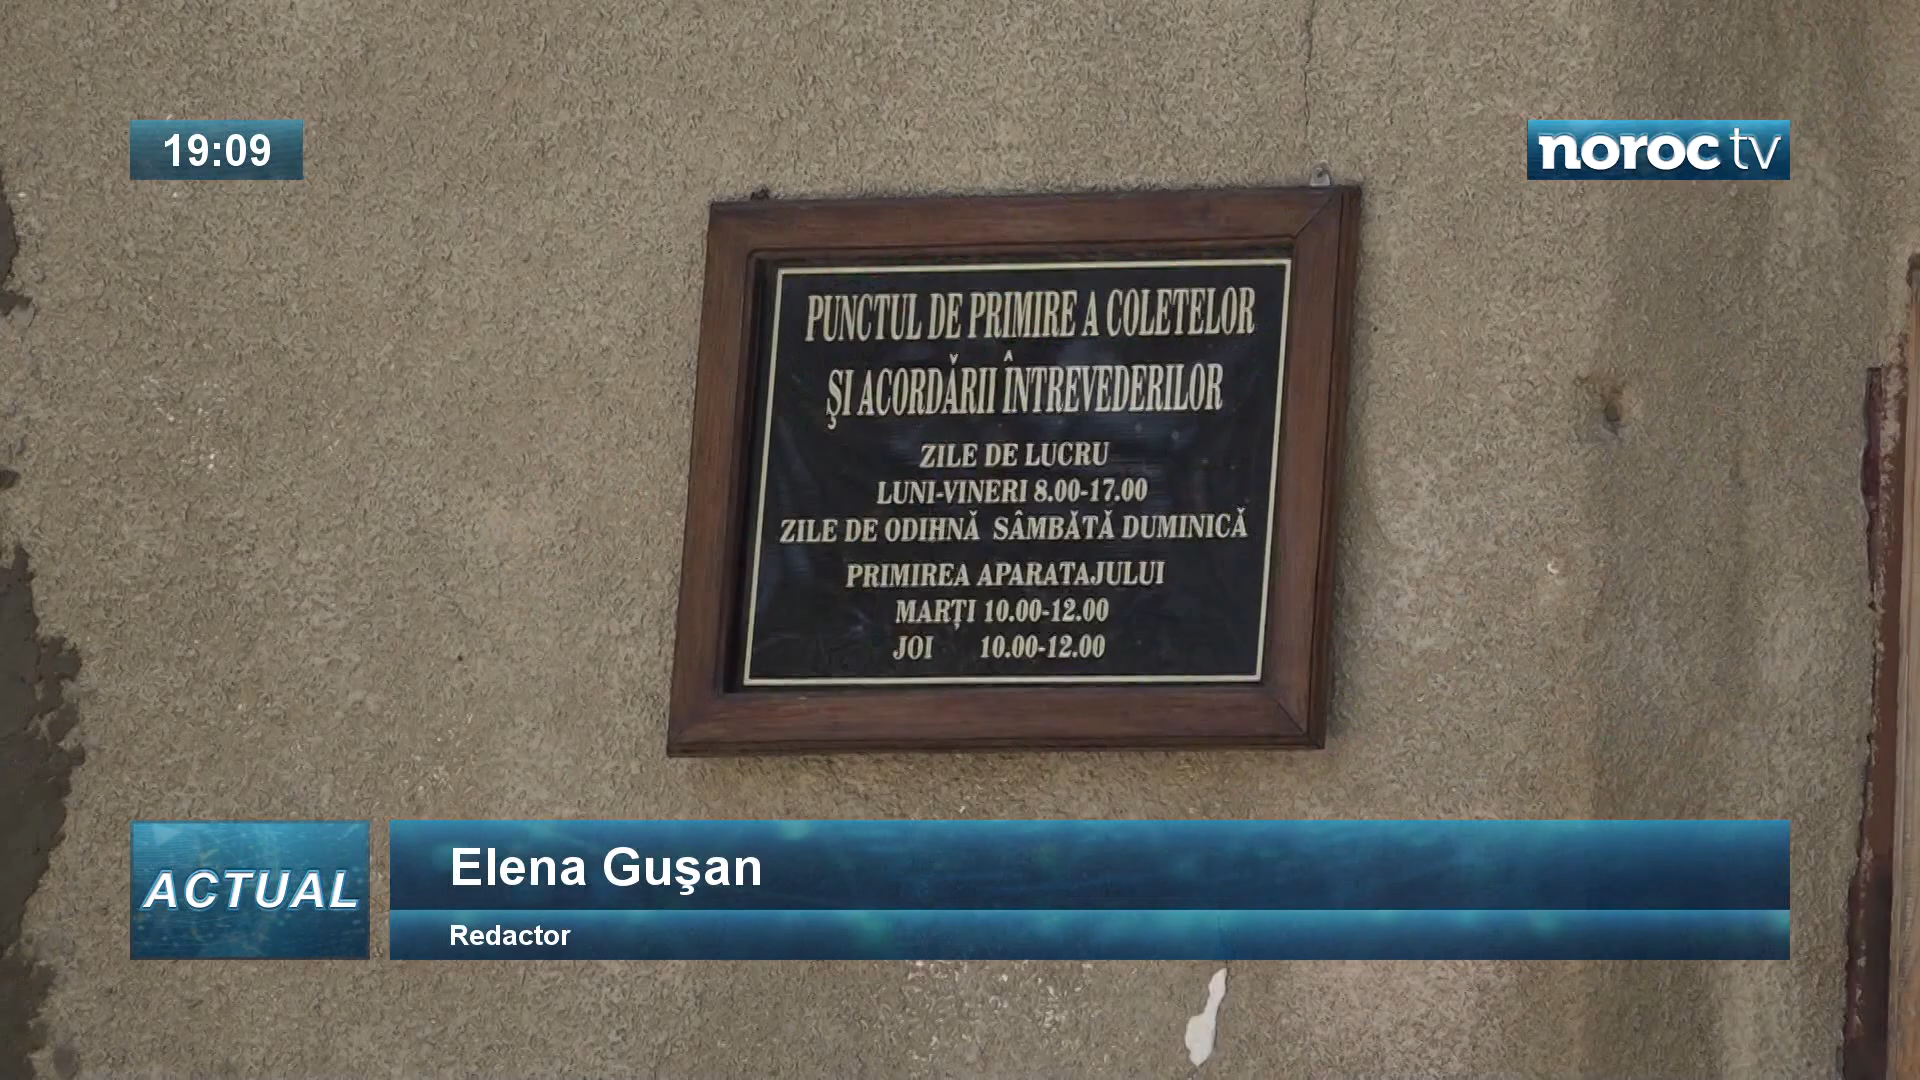 19:09
noroc tv
PUNCTUL DE PRIMIRE A COLETELOR
ŞI ACORDĂRII ÎNTREVEDERILOR
ZILE DE LUCRU
LUNI-VINERI 8.00-17.00
ZILE DE ODIHNĂ SÂMBĂTĂ DUMINICĂ
PRIMIREA APARATAJULUI
MARȚI 10.00-12.00
JOI 10.00-12.00
ACTUAL
Elena Guşan
Redactor